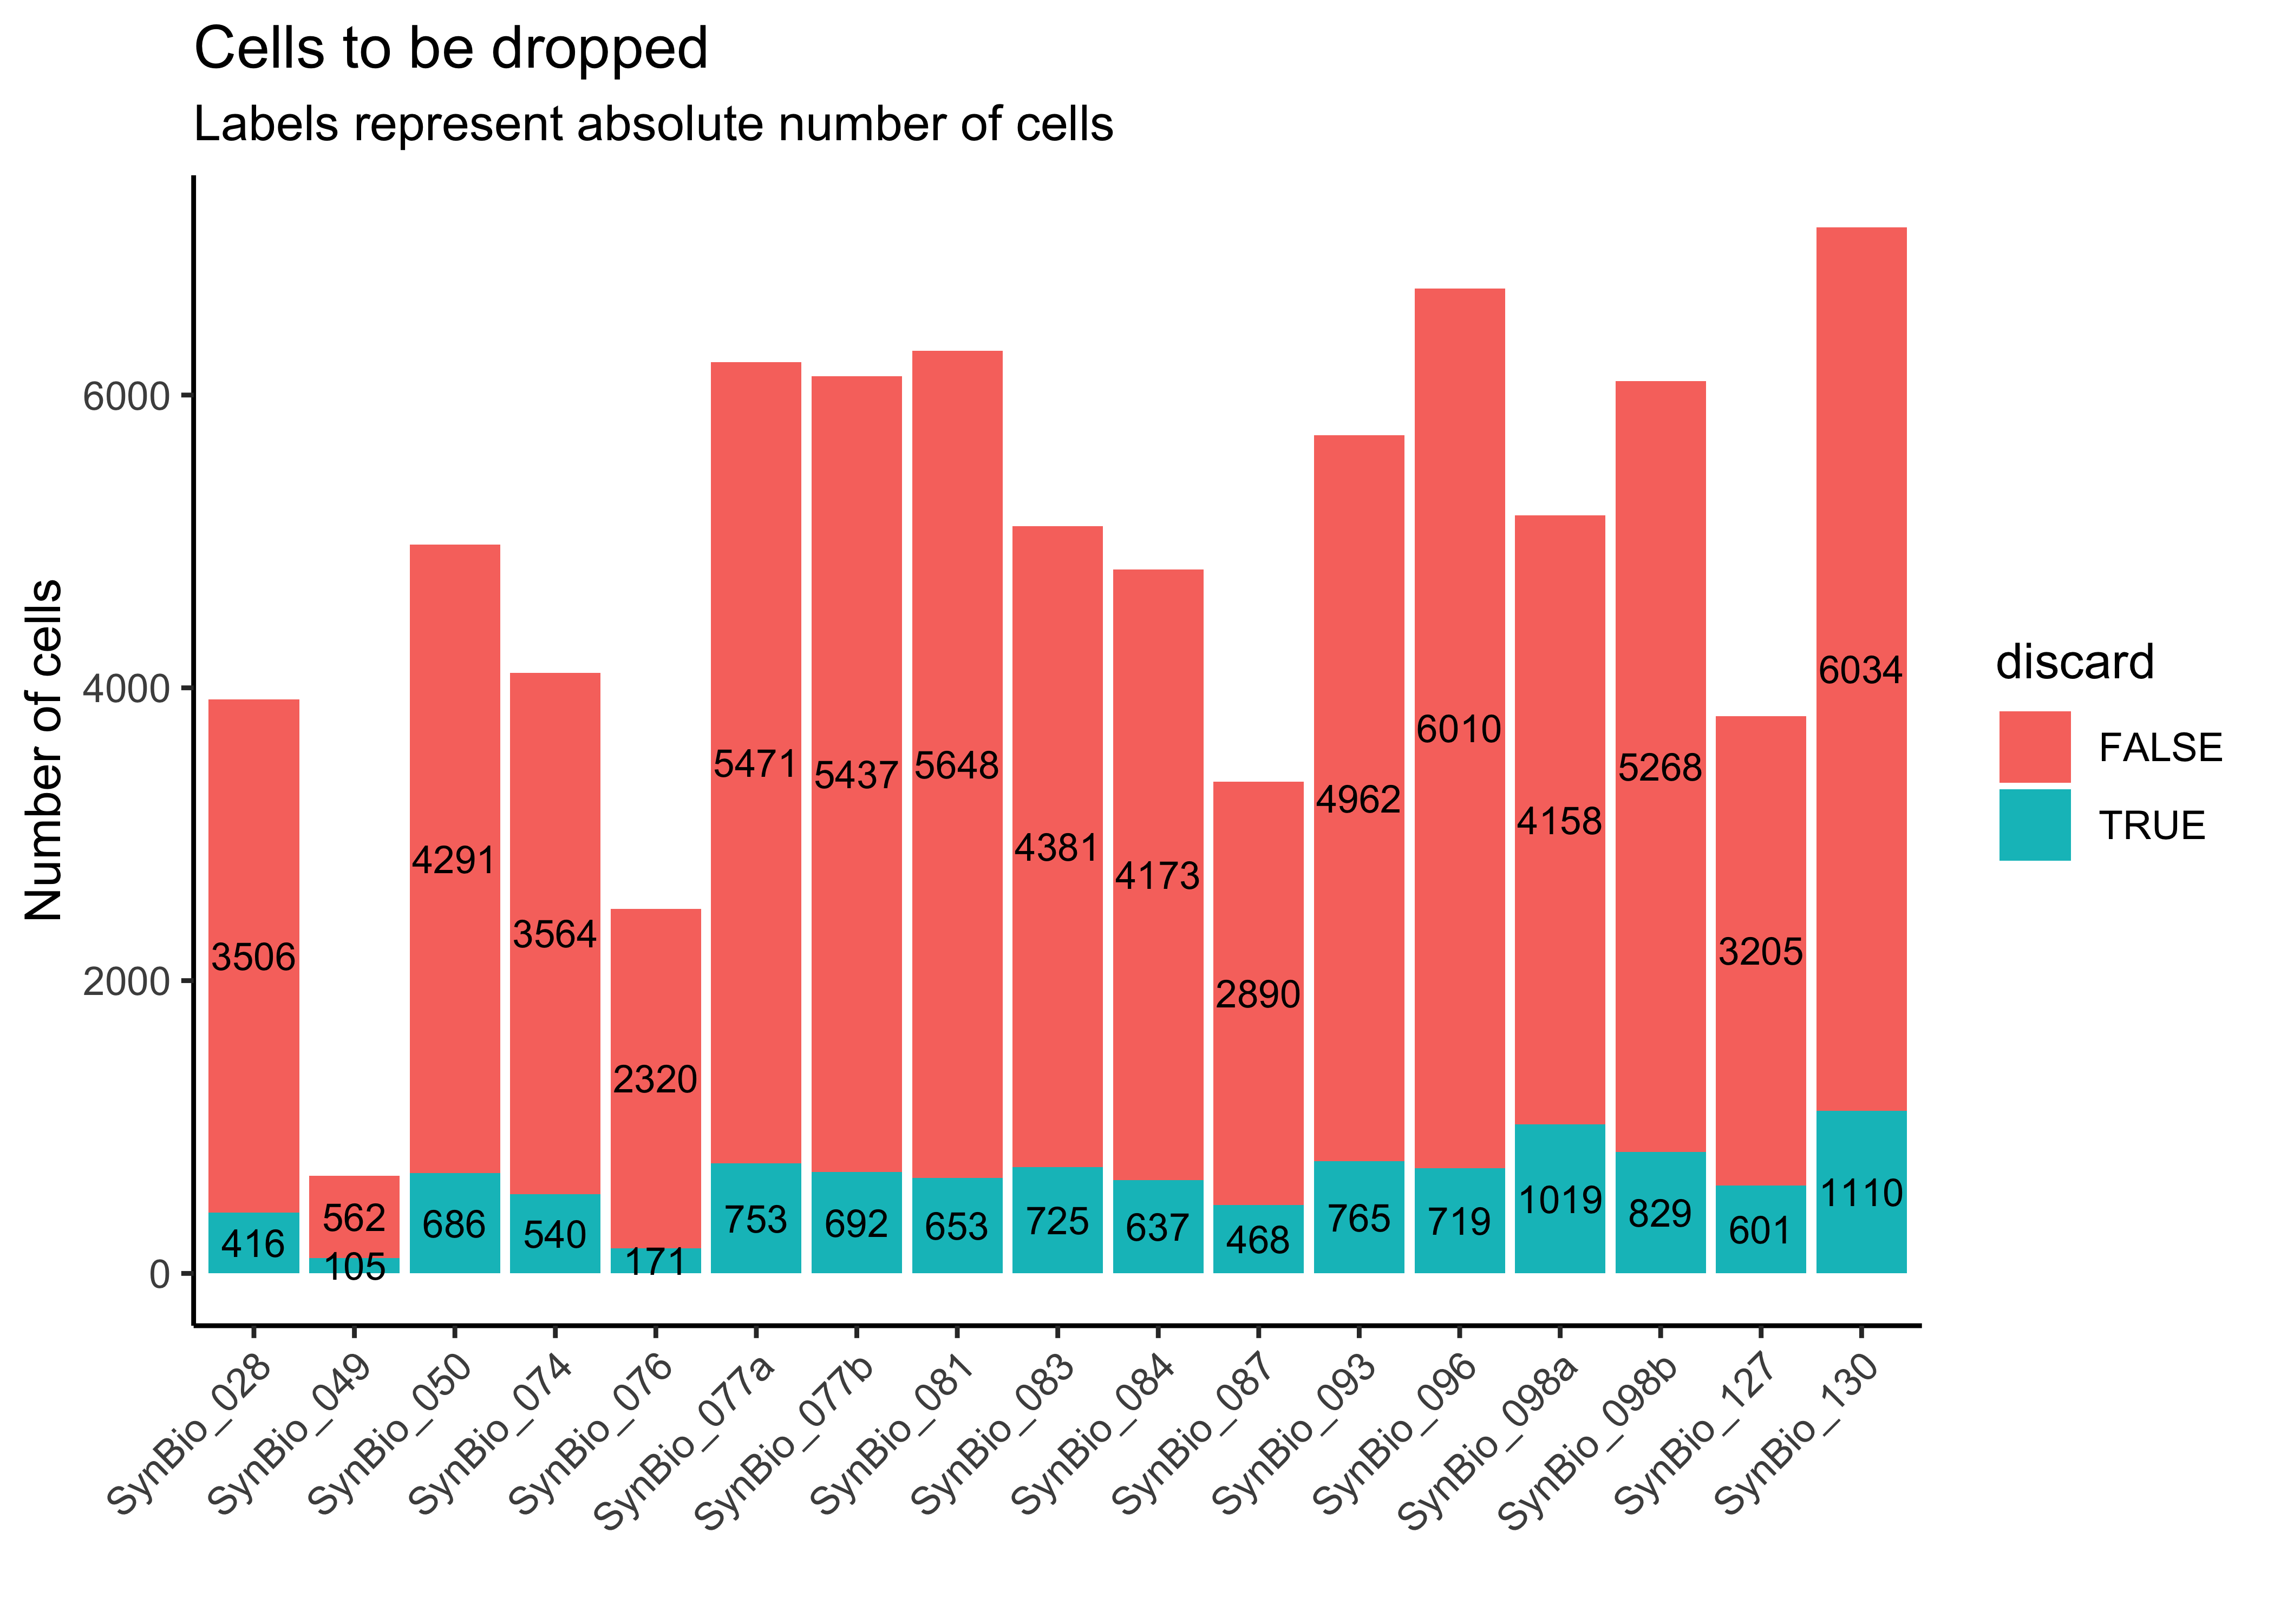 Cells to be dropped
Labels represent absolute number of cells
Number of cells
6000
4000
2000
0
3506
416
562
105
4291
686
3564
540
2320
171
5471
753
5437
692
5648
653
4381
725
4173
637
2890
468
4962
765
6010
719
4158
1019
5268
829
3205
601
6034
1110
SynBio_028
SynBio_049
SynBio_050
SynBio_074
SynBio_076
SynBio_077a
SynBio_077b
SynBio_081
SynBio_083
SynBio_084
SynBio_087
SynBio_093
SynBio_096
SynBio_098a
SynBio_098b
SynBio_127
SynBio_130
discard
FALSE
TRUE